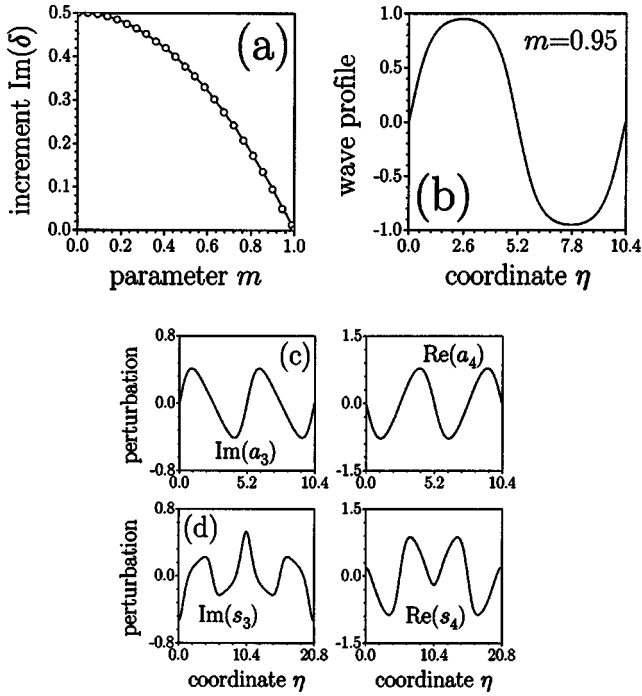 increment Im(δ)
0.5
0.4
0.3
0.2
0.1
0.0
(a)
0.0 0.2 0.4 0.6 0.8 1.0
parameter m
wave profile
1.0
0.5
0.0
-0.5
-1.0
m=0.95
(b)
0.0 2.6 5.2 7.8 10.4
coordinate η
perturbation
0.8
0.0
-0.8
(c)
Im(a₃)
0.0 5.2 10.4
1.5
0.0
-1.5
Re(a₄)
0.0 5.2 10.4
perturbation
0.8
0.0
-0.8
(d)
Im(s₃)
0.0 10.4 20.8
coordinate η
1.5
0.0
-1.5
Re(s₄)
0.0 10.4 20.8
coordinate η